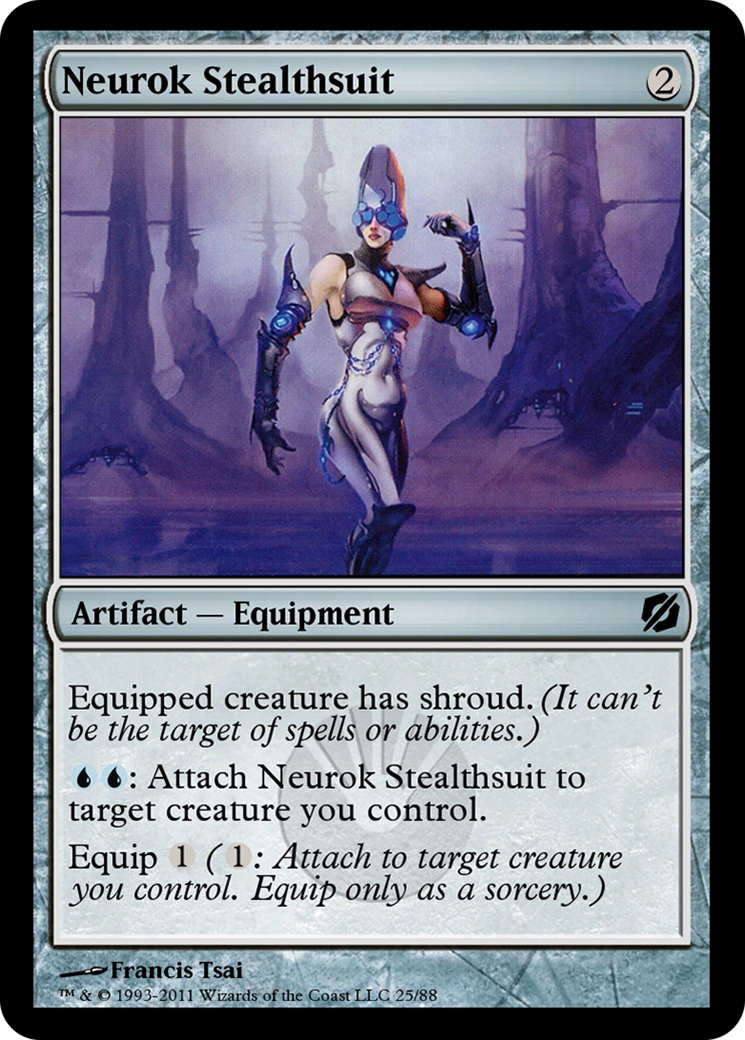 Neurok Stealthsuit 2
Artifact — Equipment
Equipped creature has shroud. (It can't
be the target of spells or abilities.)
: Attach Neurok Stealthsuit to
target creature you control.
Equip 1 (1: Attach to target creature
you control. Equip only as a sorcery.)
Francis Tsai
™ & © 1993-2011 Wizards of the Coast LLC 25/88